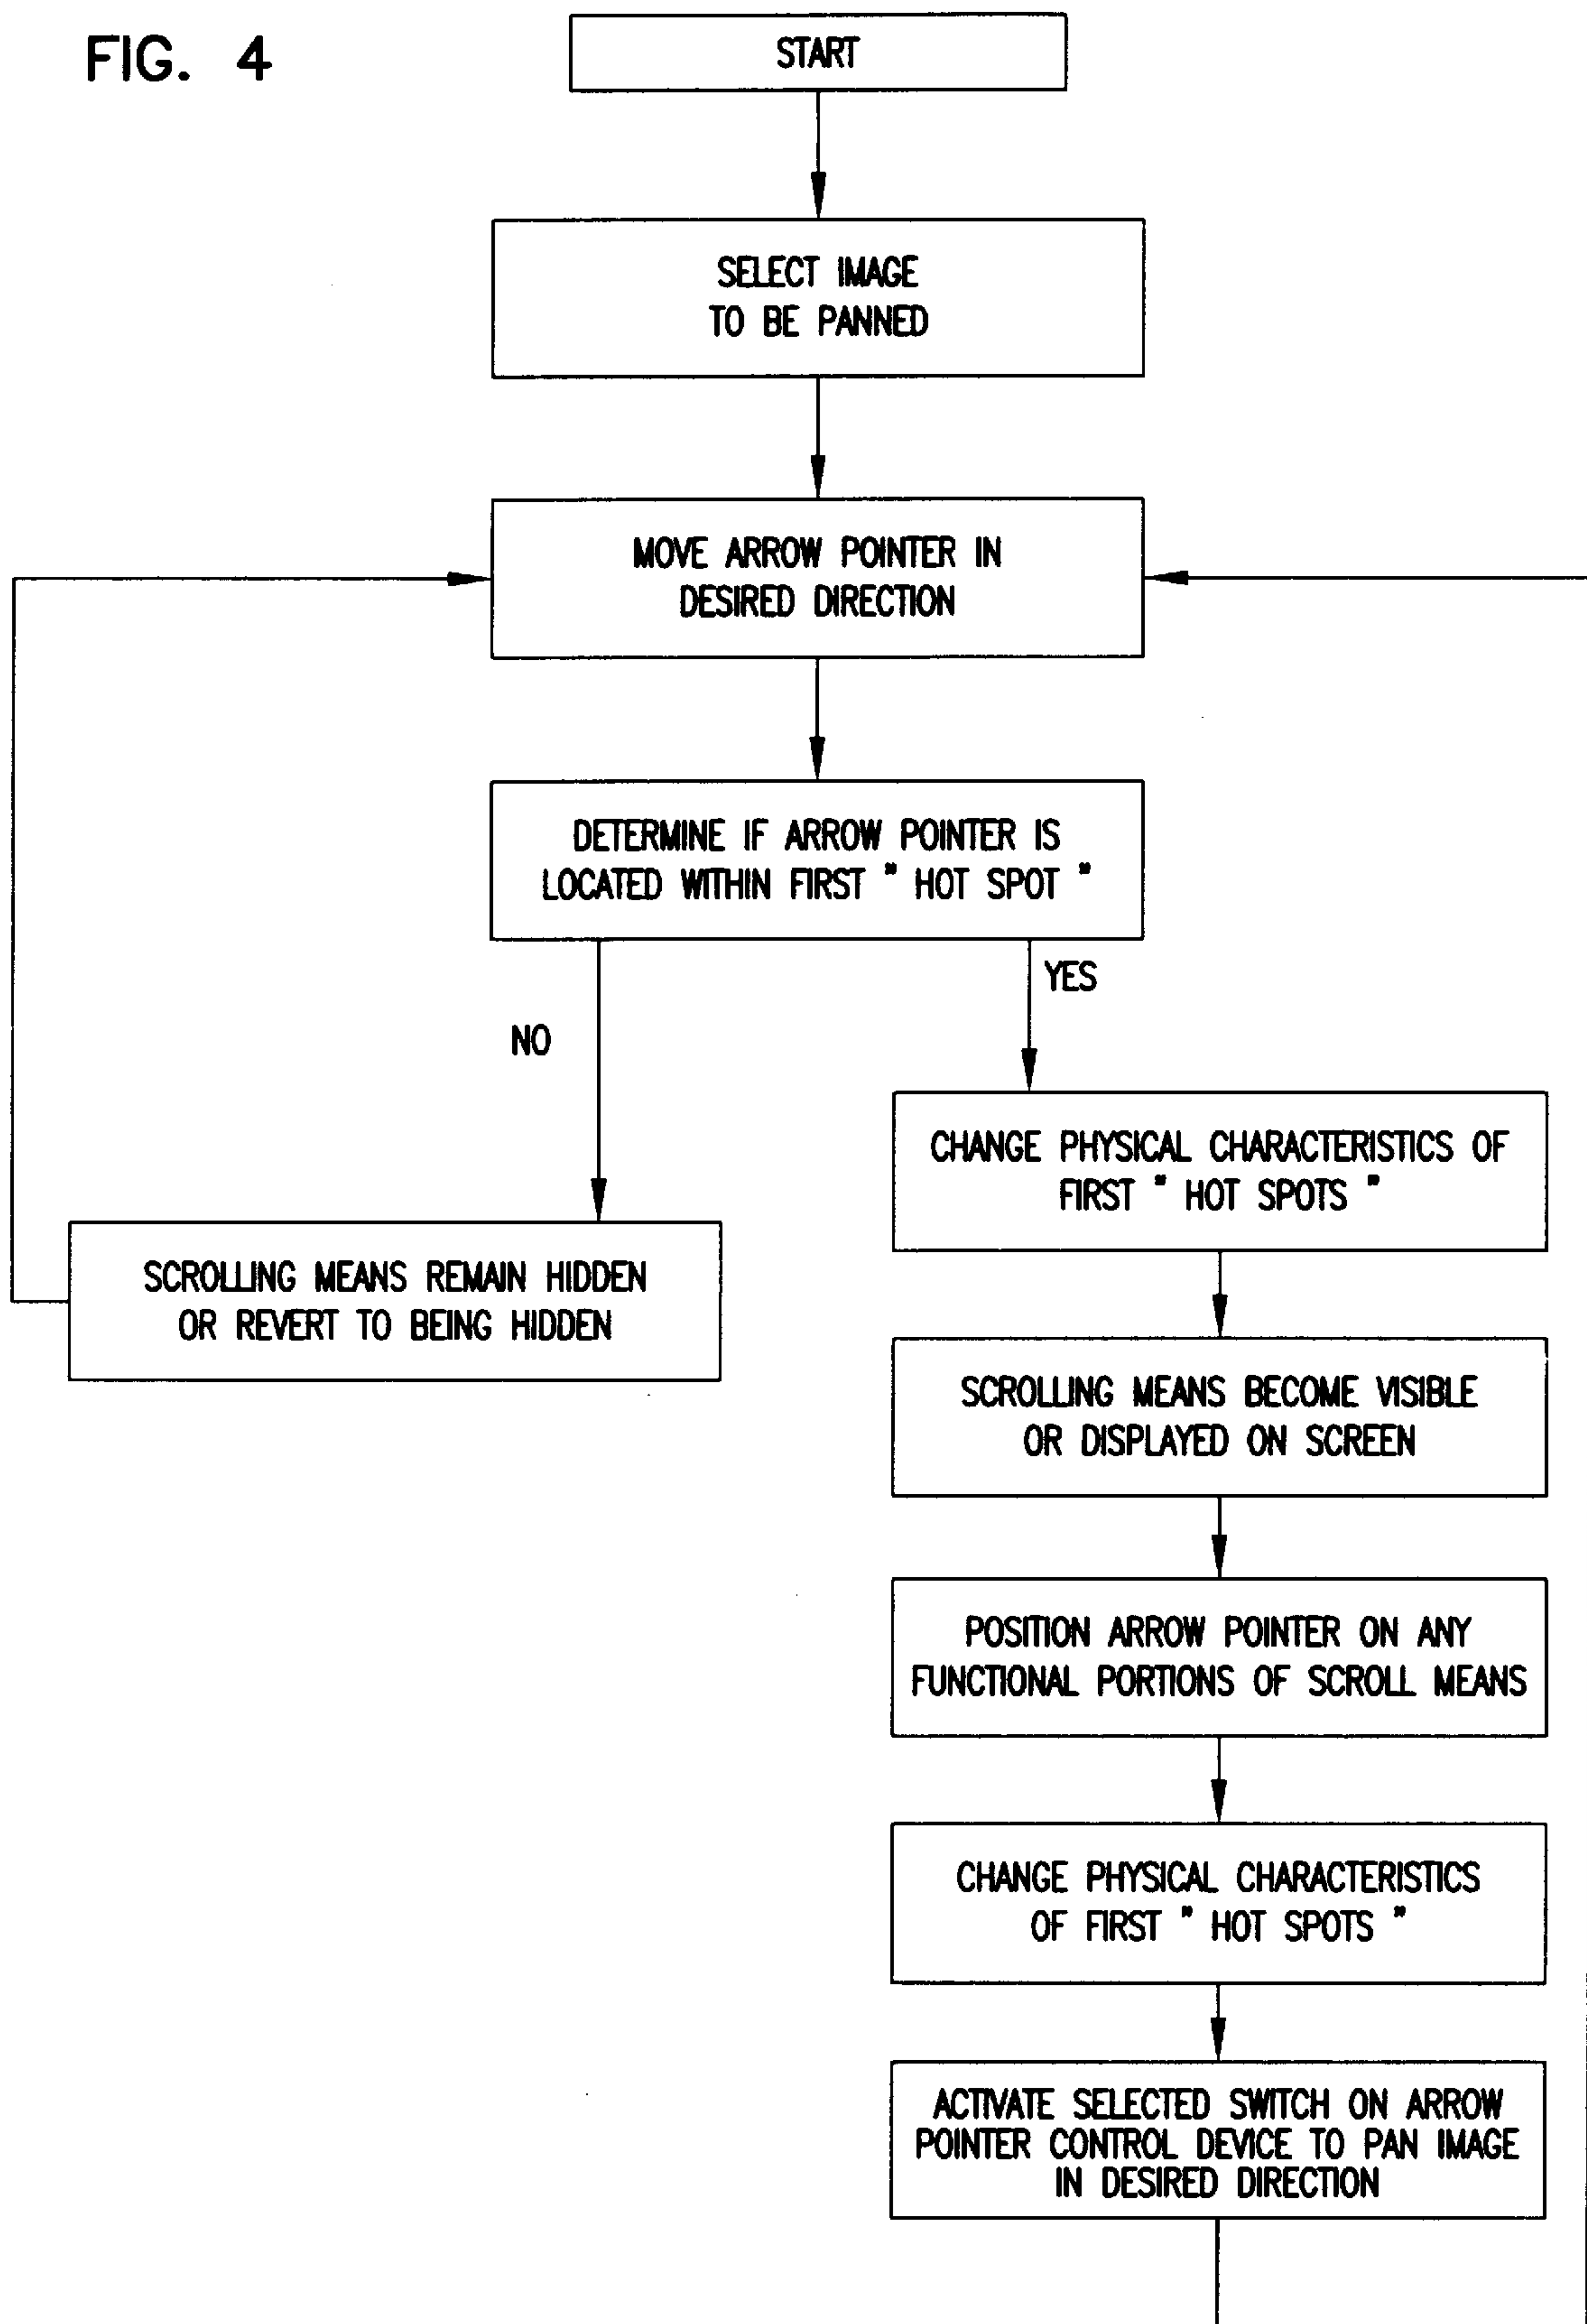 FIG. 4
START
SELECT IMAGE
TO BE PANNED
MOVE ARROW POINTER IN
DESIRED DIRECTION
DETERMINE IF ARROW POINTER IS
LOCATED WITHIN FIRST " HOT SPOT "
YES
NO
CHANGE PHYSICAL CHARACTERISTICS OF
FIRST " HOT SPOTS "
SCROLLING MEANS REMAIN HIDDEN
OR REVERT TO BEING HIDDEN
SCROLLING MEANS BECOME VISIBLE
OR DISPLAYED ON SCREEN
POSITION ARROW POINTER ON ANY
FUNCTIONAL PORTIONS OF SCROLL MEANS
CHANGE PHYSICAL CHARACTERISTICS
OF FIRST " HOT SPOTS "
ACTIVATE SELECTED SWITCH ON ARROW
POINTER CONTROL DEVICE TO PAN IMAGE
IN DESIRED DIRECTION